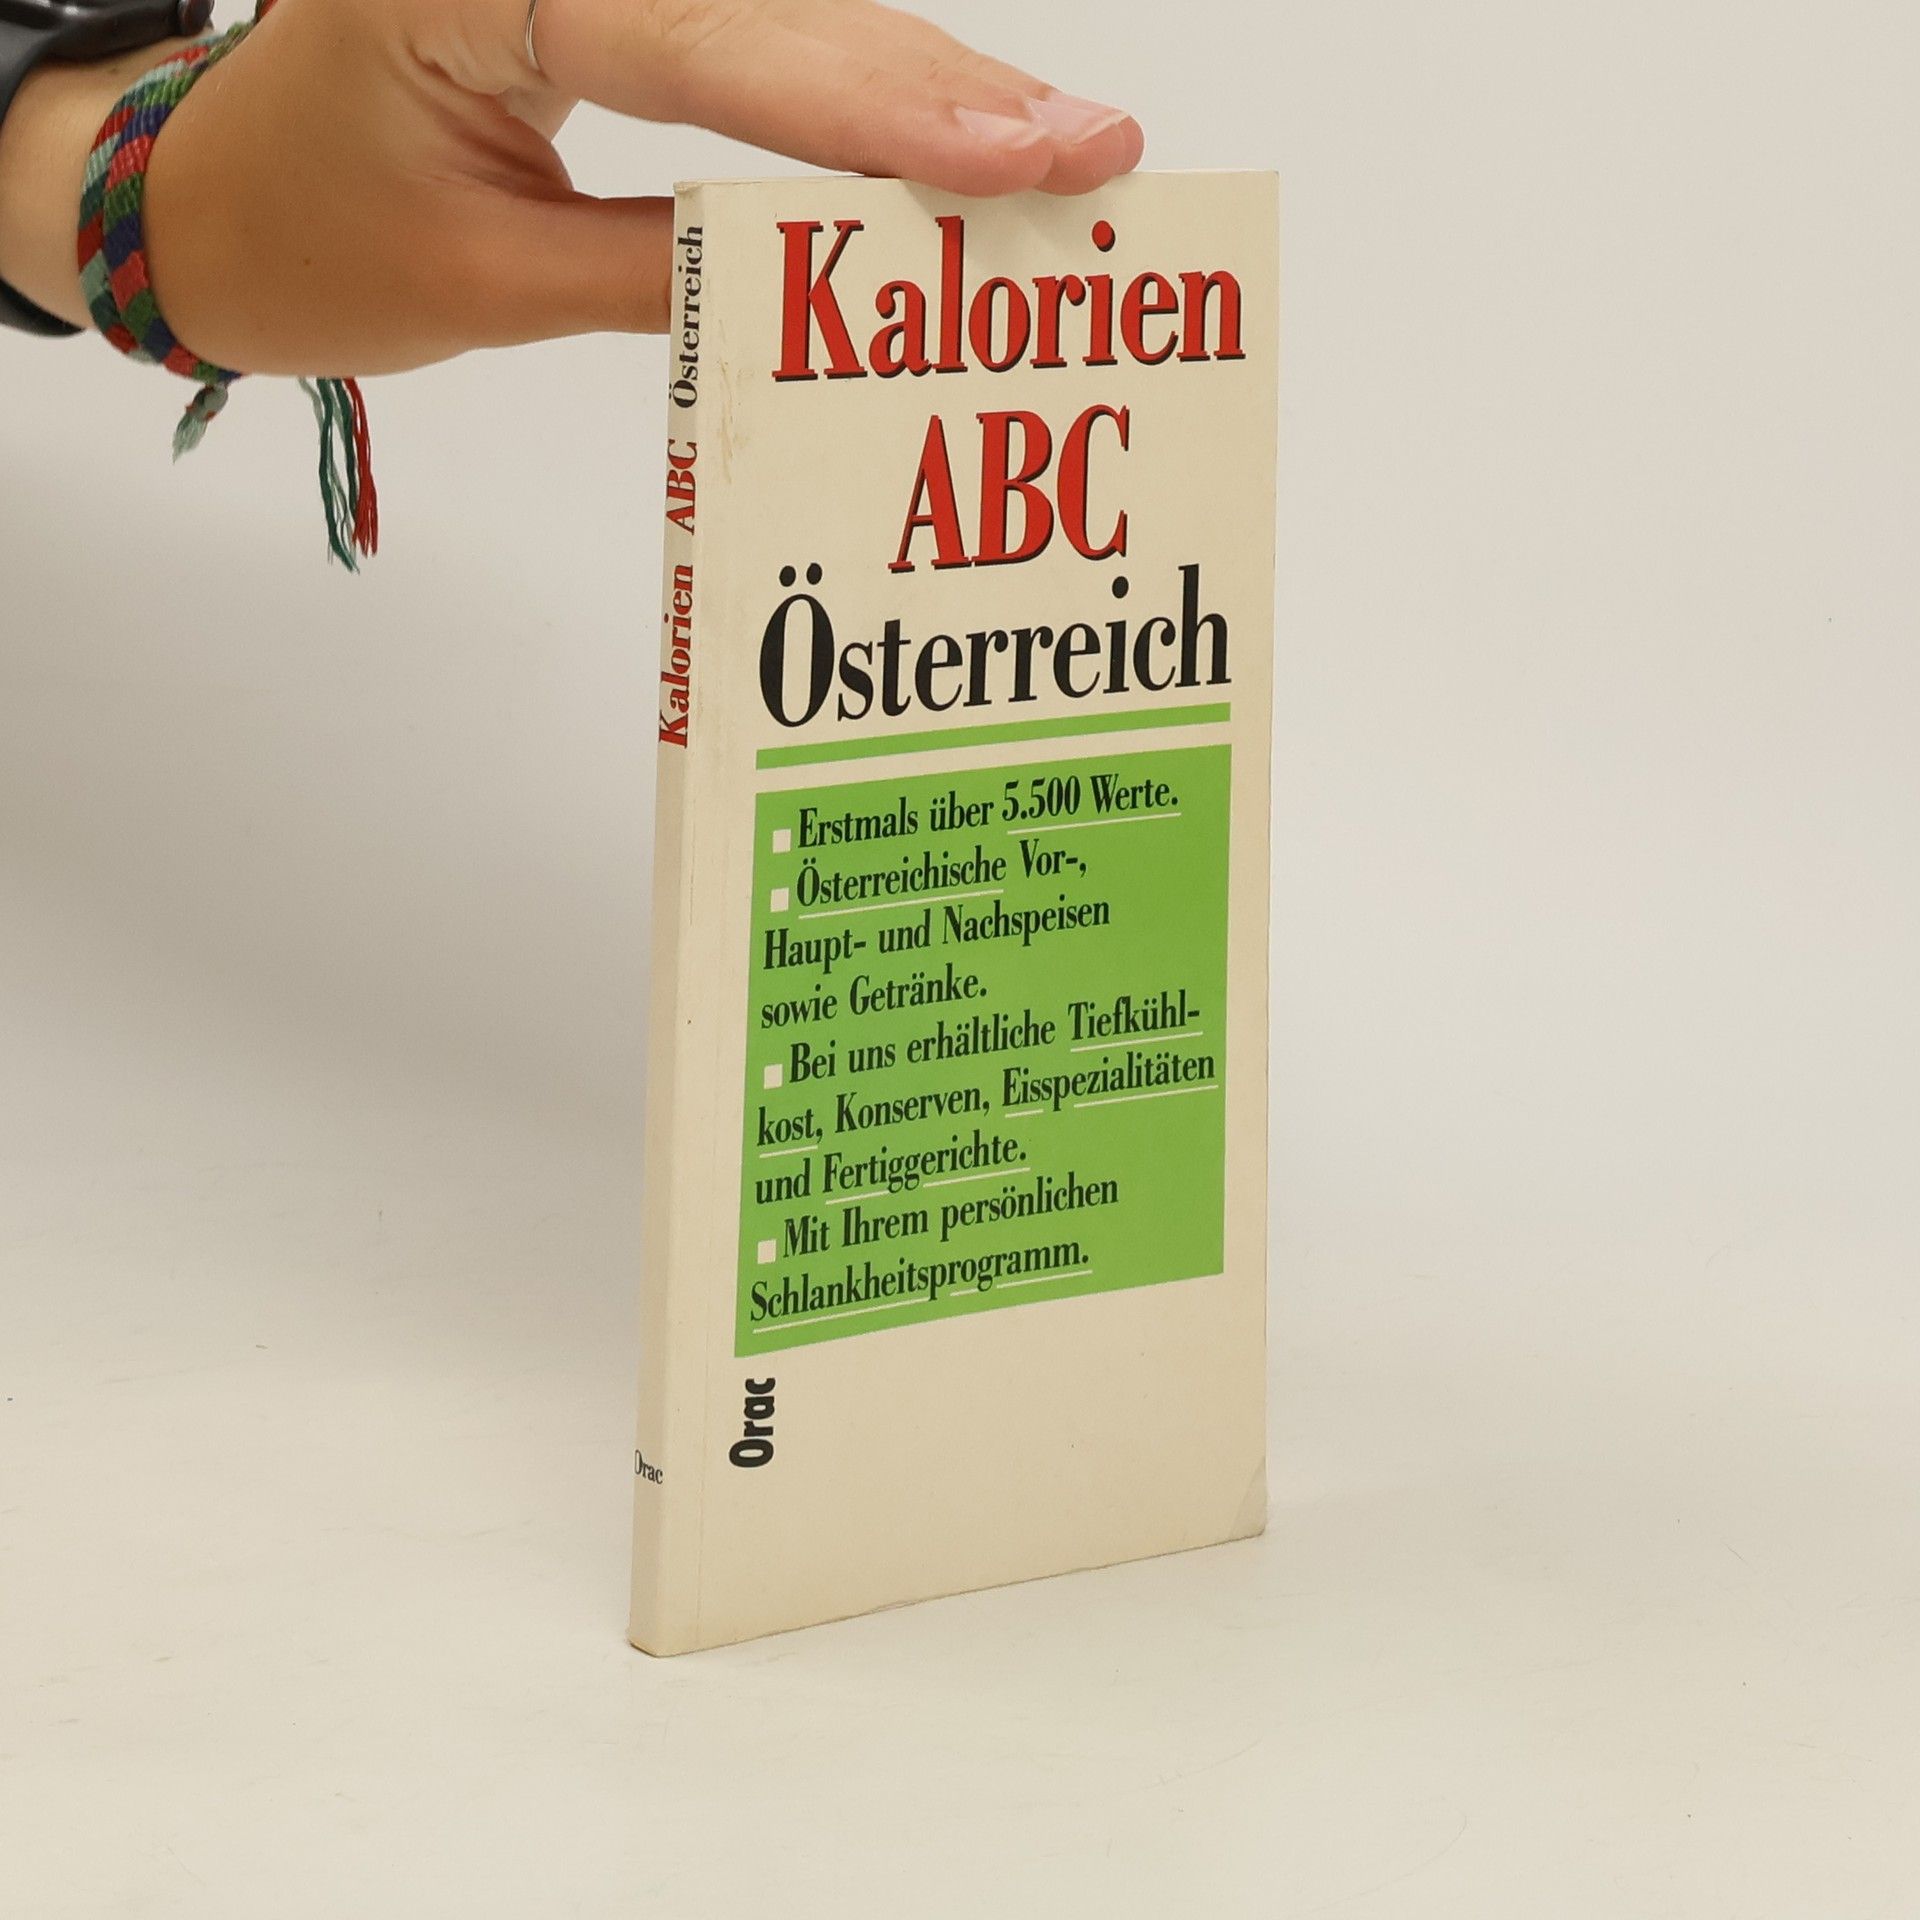 Kalorien
ABC
Österreich
Erstmals über 5.500 Werte.
Österreichische Vor-,
Haupt- und Nachspeisen
sowie Getränke.
Bei uns erhältliche Tiefkühl-
kost, Konserven, Eisspezialitäten
und Fertiggerichte.
Mit Ihrem persönlichen
Schlankheitsprogramm.
Orac
Kalorien ABC Österreich
Orac